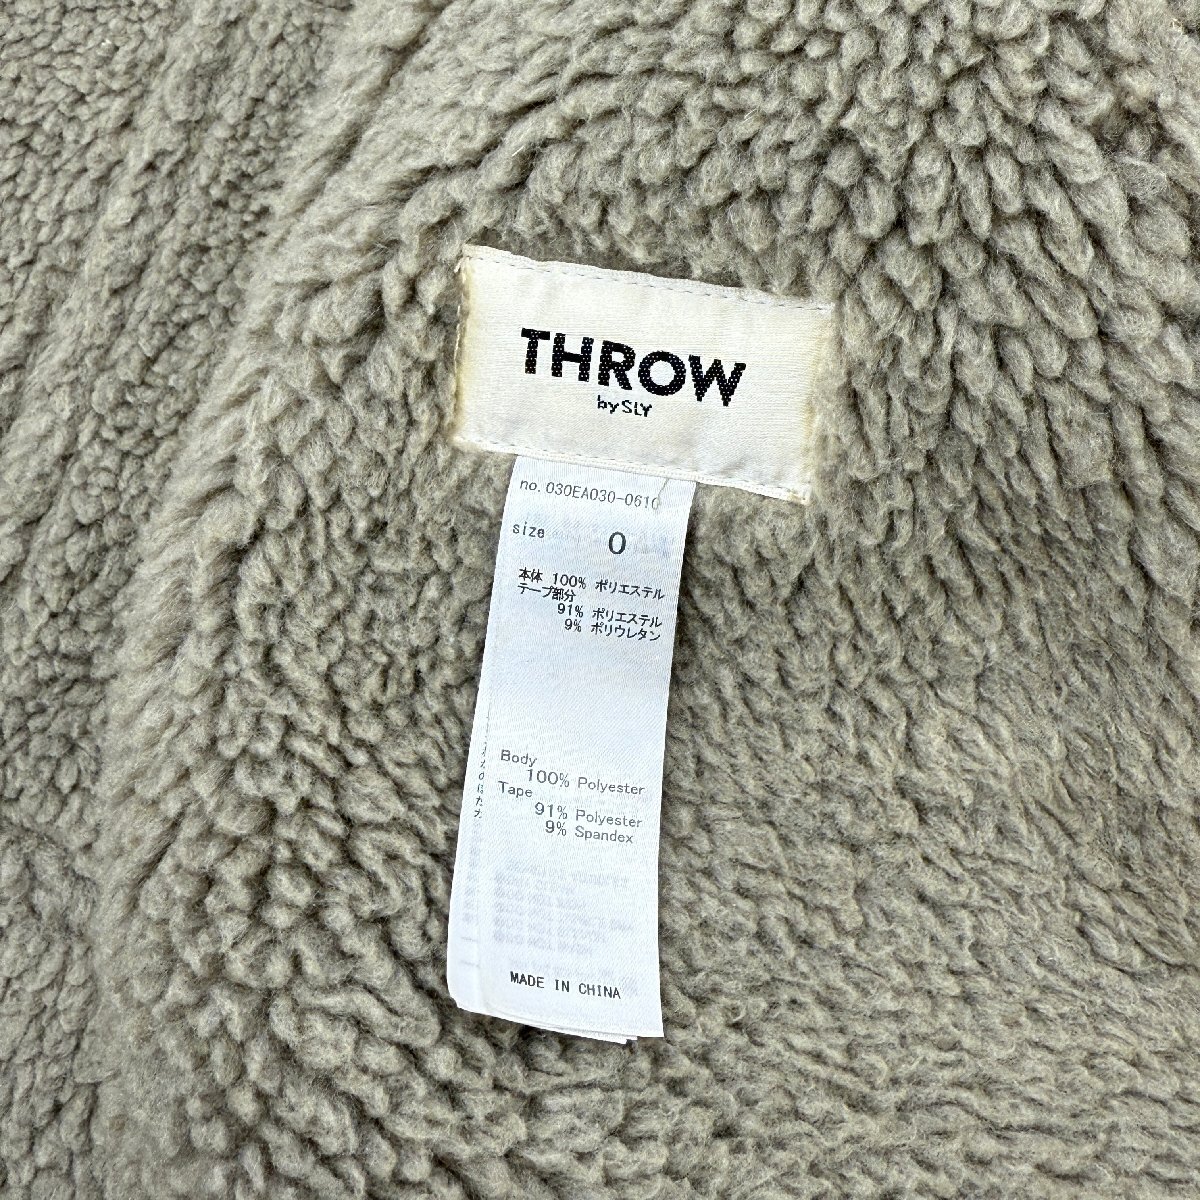 THROW
by SLY
no. 030EA030-0610
size 0
本体 100% ポリエステル
テープ部分
91% ポリエステル
9% ポリウレタン
Body
100% Polyester
Tape
91% Polyester
9% Spandex
MADE IN CHINA